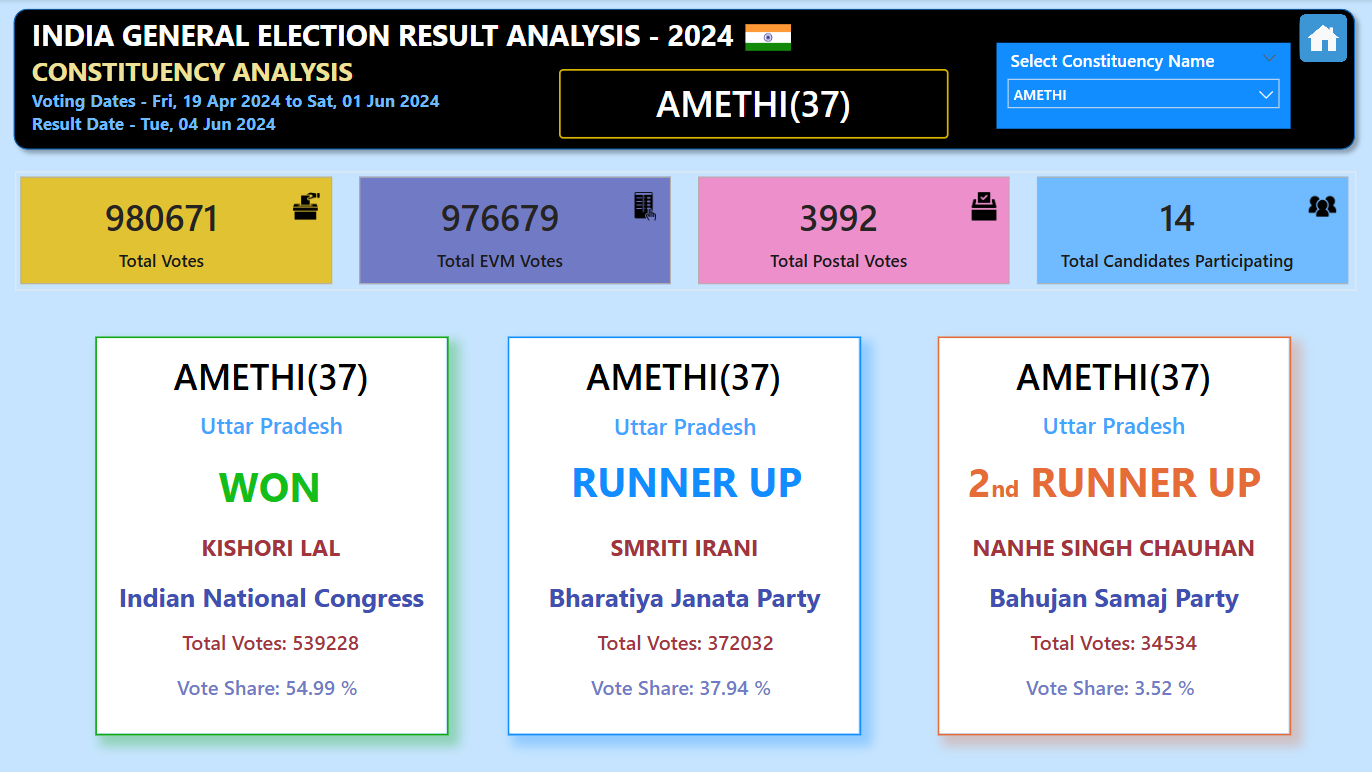 INDIA GENERAL ELECTION RESULT ANALYSIS - 2024
CONSTITUENCY ANALYSIS
Voting Dates - Fri, 19 Apr 2024 to Sat, 01 Jun 2024
Result Date - Tue, 04 Jun 2024
AMETHI(37)
Select Constituency Name
AMETHI
980671
Total Votes
976679
Total EVM Votes
3992
Total Postal Votes
14
Total Candidates Participating
AMETHI(37)
Uttar Pradesh
WON
KISHORI LAL
Indian National Congress
Total Votes: 539228
Vote Share: 54.99 %
AMETHI(37)
Uttar Pradesh
RUNNER UP
SMRITI IRANI
Bharatiya Janata Party
Total Votes: 372032
Vote Share: 37.94 %
AMETHI(37)
Uttar Pradesh
2nd RUNNER UP
NANHE SINGH CHAUHAN
Bahujan Samaj Party
Total Votes: 34534
Vote Share: 3.52 %